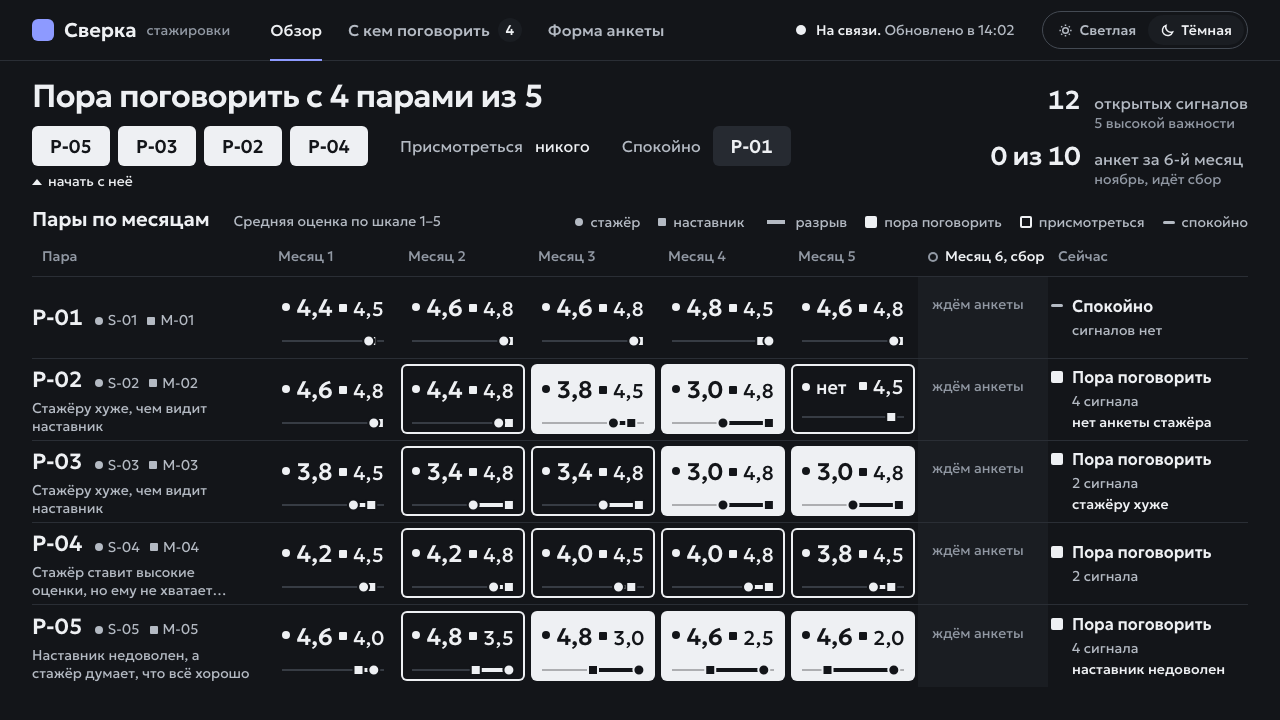 Сверка стажировки Обзор С кем поговорить 4 Форма анкеты На связи. Обновлено в 14:02 Светлая Тёмная
Пора поговорить с 4 парами из 5
12 открытых сигналов
5 высокой важности
P-05 P-03 P-02 P-04 Присмотреться никого Спокойно P-01
0 из 10 анкет за 6-й месяц
ноябрь, идёт сбор
начать с неё
Пары по месяцам Средняя оценка по шкале 1–5 стажёр наставник разрыв пора поговорить присмотреться спокойно
Пара Месяц 1 Месяц 2 Месяц 3 Месяц 4 Месяц 5 Месяц 6, сбор Сейчас
P-01 S-01 M-01 4,4 4,5 4,6 4,8 4,6 4,8 4,8 4,5 4,6 4,8 ждём анкеты Спокойно
сигналов нет
P-02 S-02 M-02 4,6 4,8 4,4 4,8 3,8 4,5 3,0 4,8 нет 4,5 ждём анкеты Пора поговорить
Стажёру хуже, чем видит
наставник
4 сигнала
нет анкеты стажёра
P-03 S-03 M-03 3,8 4,5 3,4 4,8 3,4 4,8 3,0 4,8 3,0 4,8 ждём анкеты Пора поговорить
Стажёру хуже, чем видит
наставник
2 сигнала
стажёру хуже
P-04 S-04 M-04 4,2 4,5 4,2 4,8 4,0 4,5 4,0 4,8 3,8 4,5 ждём анкеты Пора поговорить
Стажёр ставит высокие
оценки, но ему не хватает…
2 сигнала
P-05 S-05 M-05 4,6 4,0 4,8 3,5 4,8 3,0 4,6 2,5 4,6 2,0 ждём анкеты Пора поговорить
Наставник недоволен, а
стажёр думает, что всё хорошо
4 сигнала
наставник недоволен